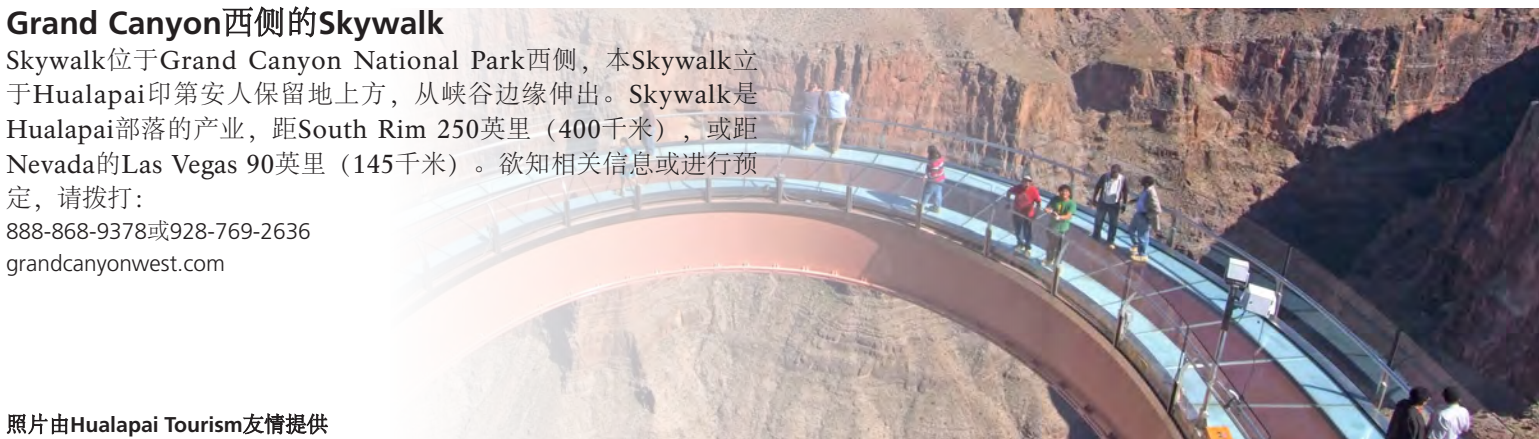 Grand Canyon西侧的Skywalk
Skywalk位于Grand Canyon National Park西侧，本Skywalk立
于Hualapai印第安人保留地上方，从峡谷边缘伸出。Skywalk是
Hualapai部落的产业，距South Rim 250英里（400千米），或距
Nevada的Las Vegas 90英里（145千米）。欲知相关信息或进行预
定，请拨打：
888-868-9378或928-769-2636
grandcanyonwest.com
照片由Hualapai Tourism友情提供